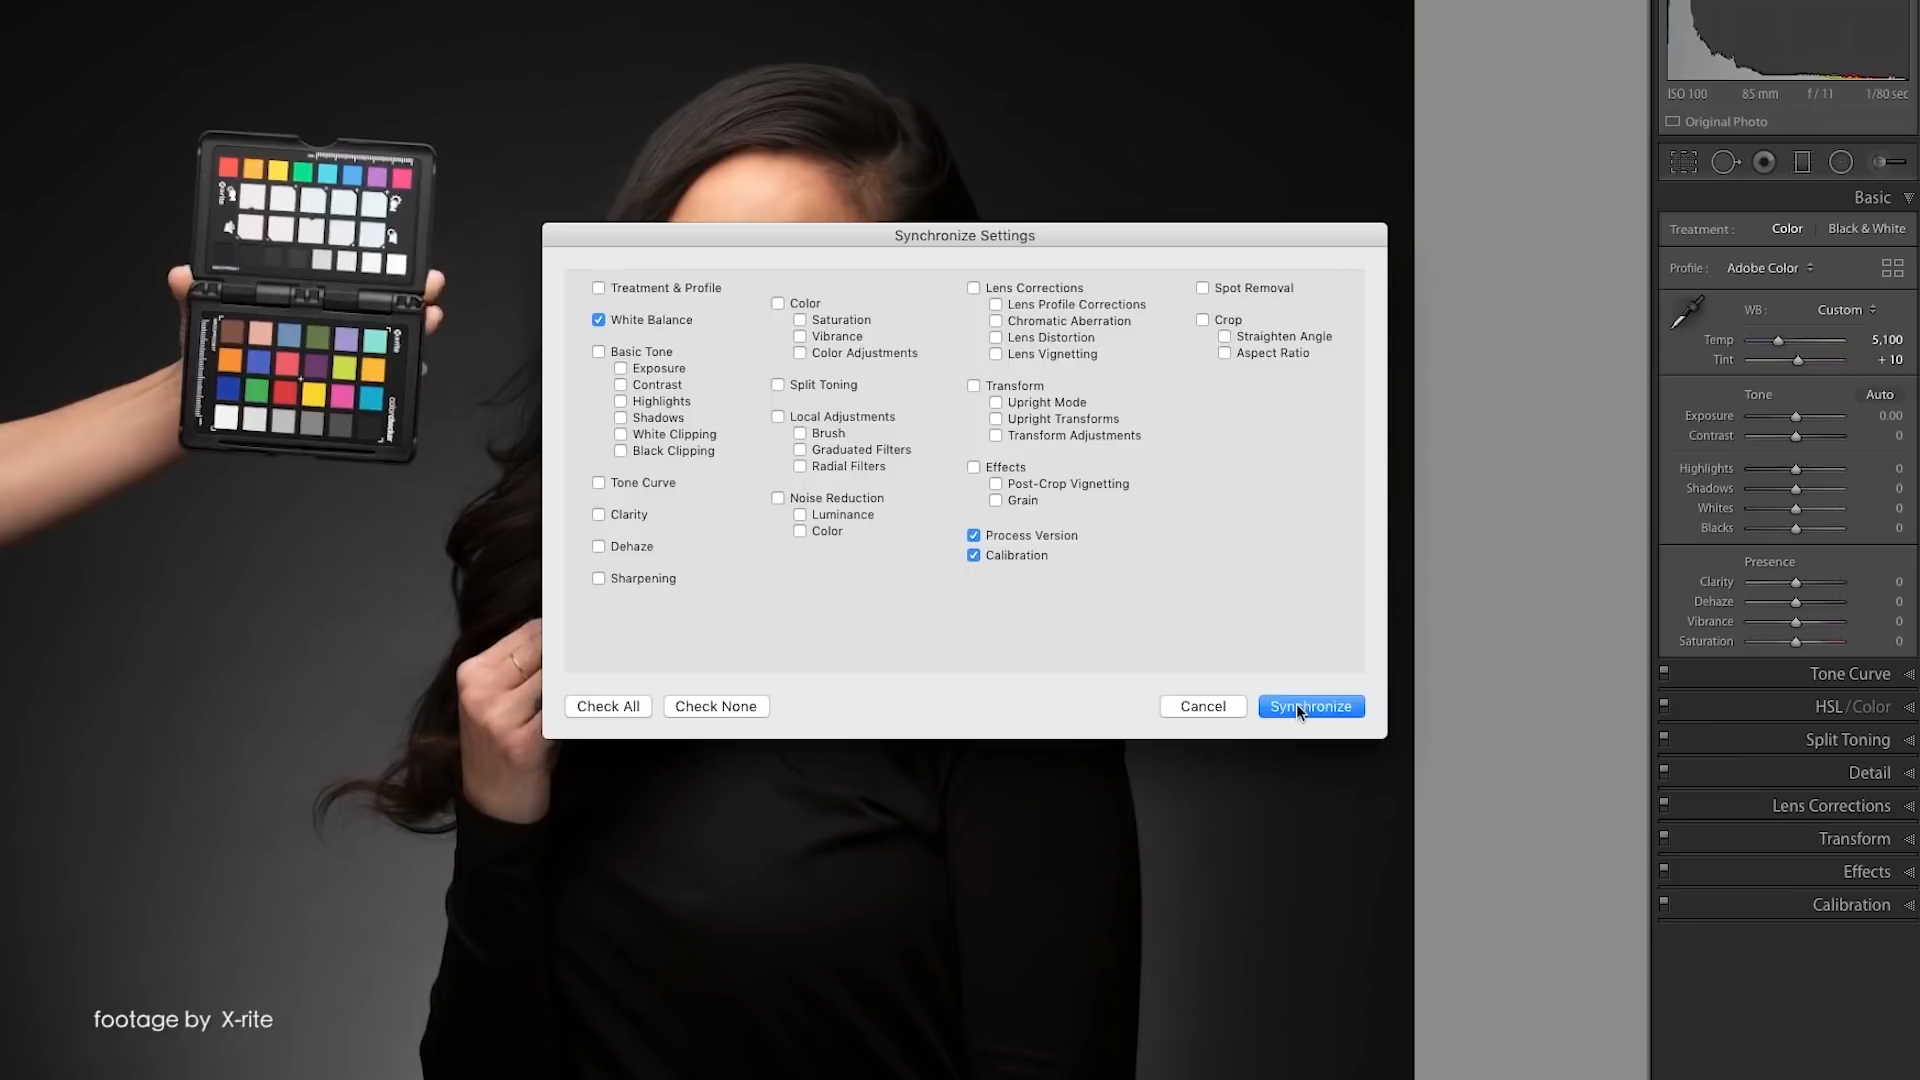 Synchronize Settings
Treatment & Profile
White Balance
Basic Tone
Exposure
Contrast
Highlights
Shadows
White Clipping
Black Clipping
Tone Curve
Clarity
Dehaze
Sharpening
Color
Saturation
Vibrance
Color Adjustments
Split Toning
Local Adjustments
Brush
Graduated Filters
Radial Filters
Noise Reduction
Luminance
Color
Lens Corrections
Lens Profile Corrections
Chromatic Aberration
Lens Distortion
Lens Vignetting
Transform
Upright Mode
Upright Transforms
Transform Adjustments
Effects
Post-Crop Vignetting
Grain
Process Version
Calibration
Spot Removal
Crop
Straighten Angle
Aspect Ratio
Check All
Check None
Cancel
Synchronize
ISO 100 85 mm f / 11 1/80 sec
Original Photo
Basic
Treatment : Color Black & White
Profile : Adobe Color
WB : Custom
Temp 5,100
Tint + 10
Tone Auto
Exposure 0.00
Contrast 0
Highlights 0
Shadows 0
Whites 0
Blacks 0
Presence
Clarity 0
Dehaze 0
Vibrance 0
Saturation 0
Tone Curve
HSL / Color
Split Toning
Detail
Lens Corrections
Transform
Effects
Calibration
footage by X-rite